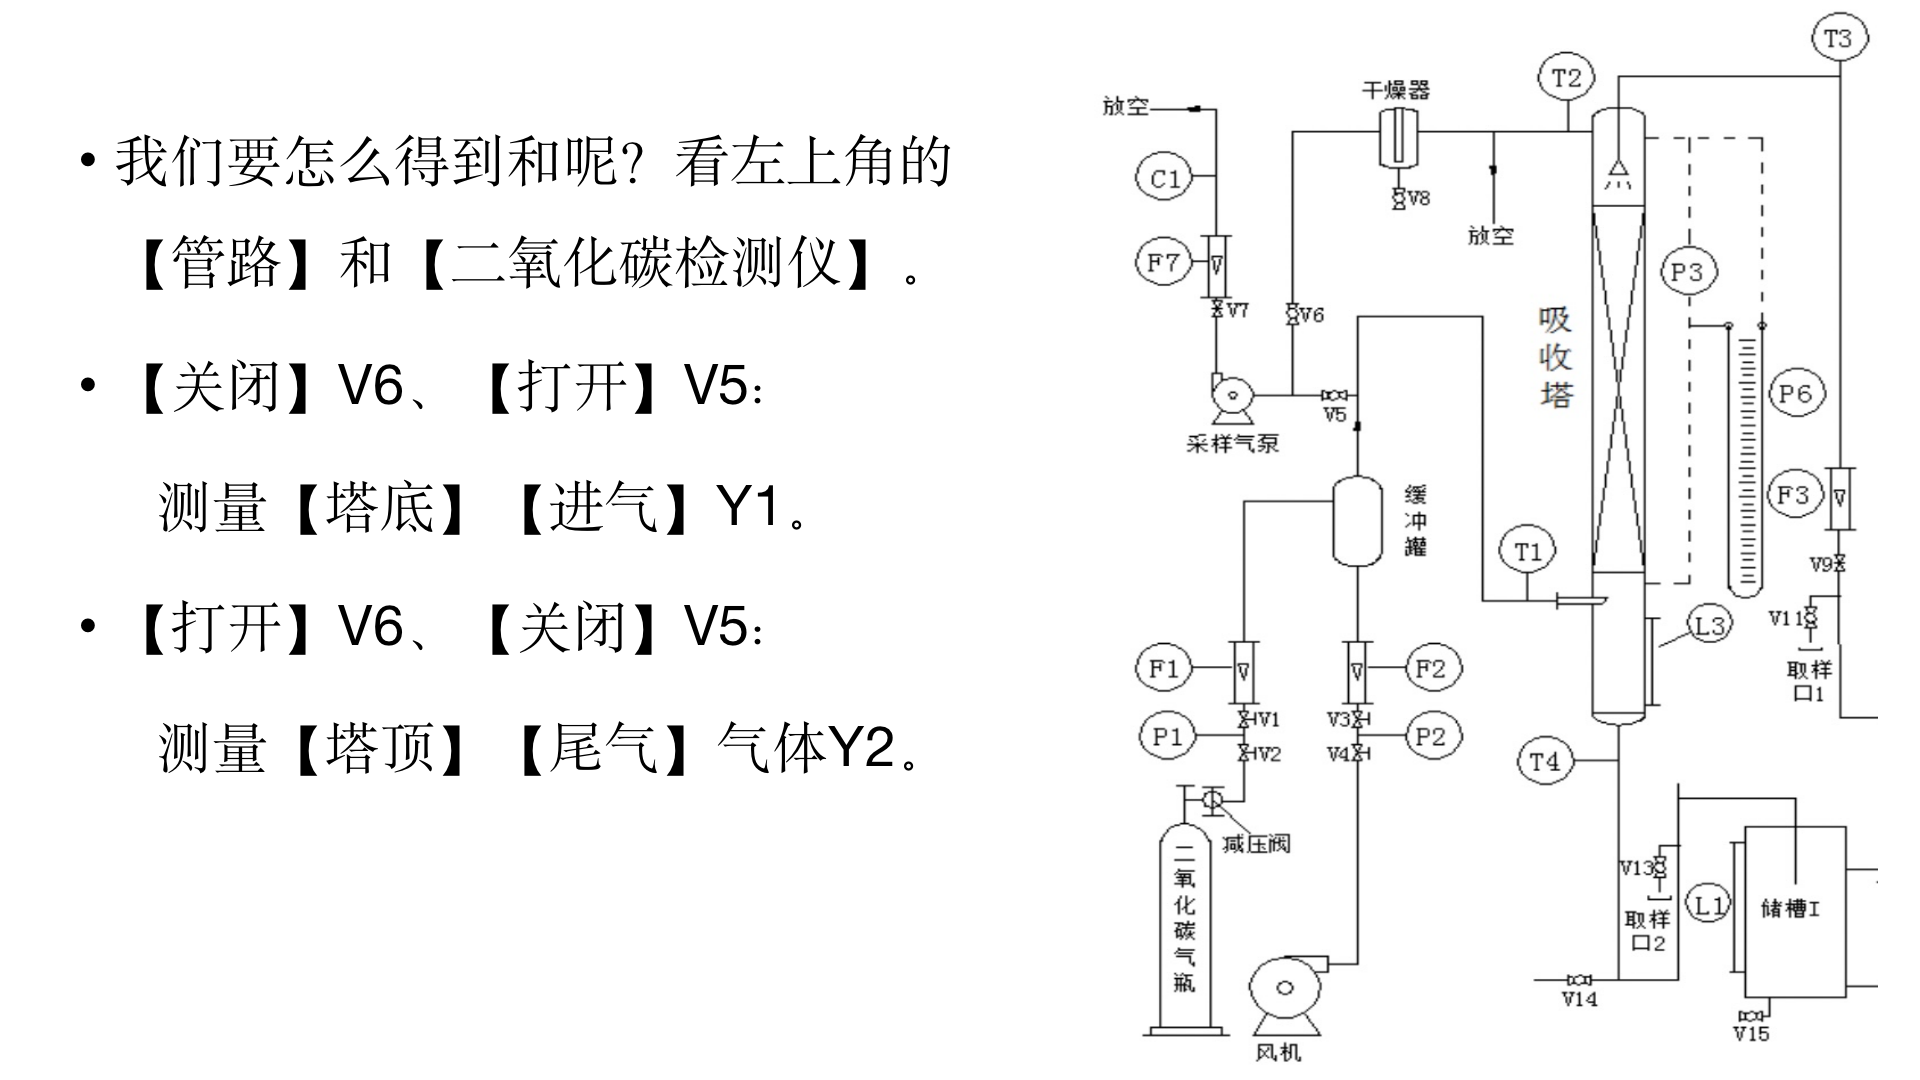 • 我们要怎么得到和呢？看左上角的
【管路】和【二氧化碳检测仪】。
• 【关闭】V6、【打开】V5：
测量【塔底】【进气】Y1。
• 【打开】V6、【关闭】V5：
测量【塔顶】【尾气】气体Y2。
T3
T2
干燥器
放空
C1
V8
放空
F7
P3
V7
V6
吸
收
塔
P6
V5
采样气泵
缓
冲
罐
F3
T1
V9
V11
L3
取样
口1
F1
F2
V1
V3
P1
P2
V2
V4
T4
减压阀
二
氧
化
碳
气
瓶
V13
L1
储槽I
取样
口2
V14
V15
风机